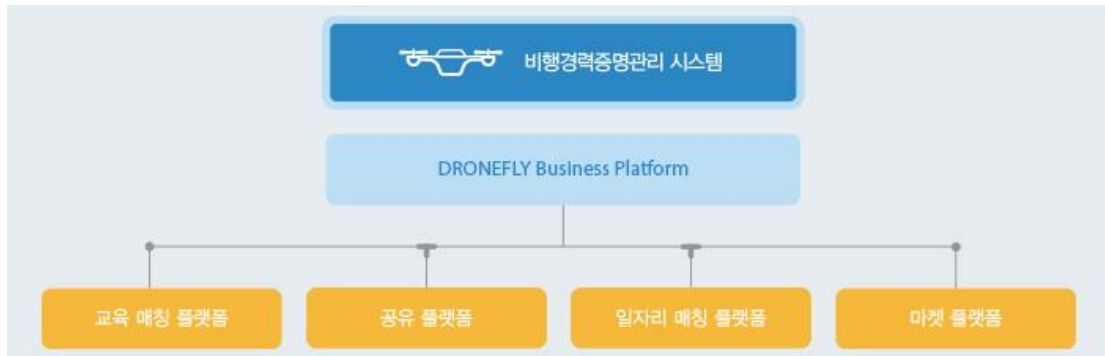 비행경력증명관리 시스템
DRONEFLY Business Platform
교육 매칭 플랫폼
공유 플랫폼
일자리 매칭 플랫폼
마켓 플랫폼